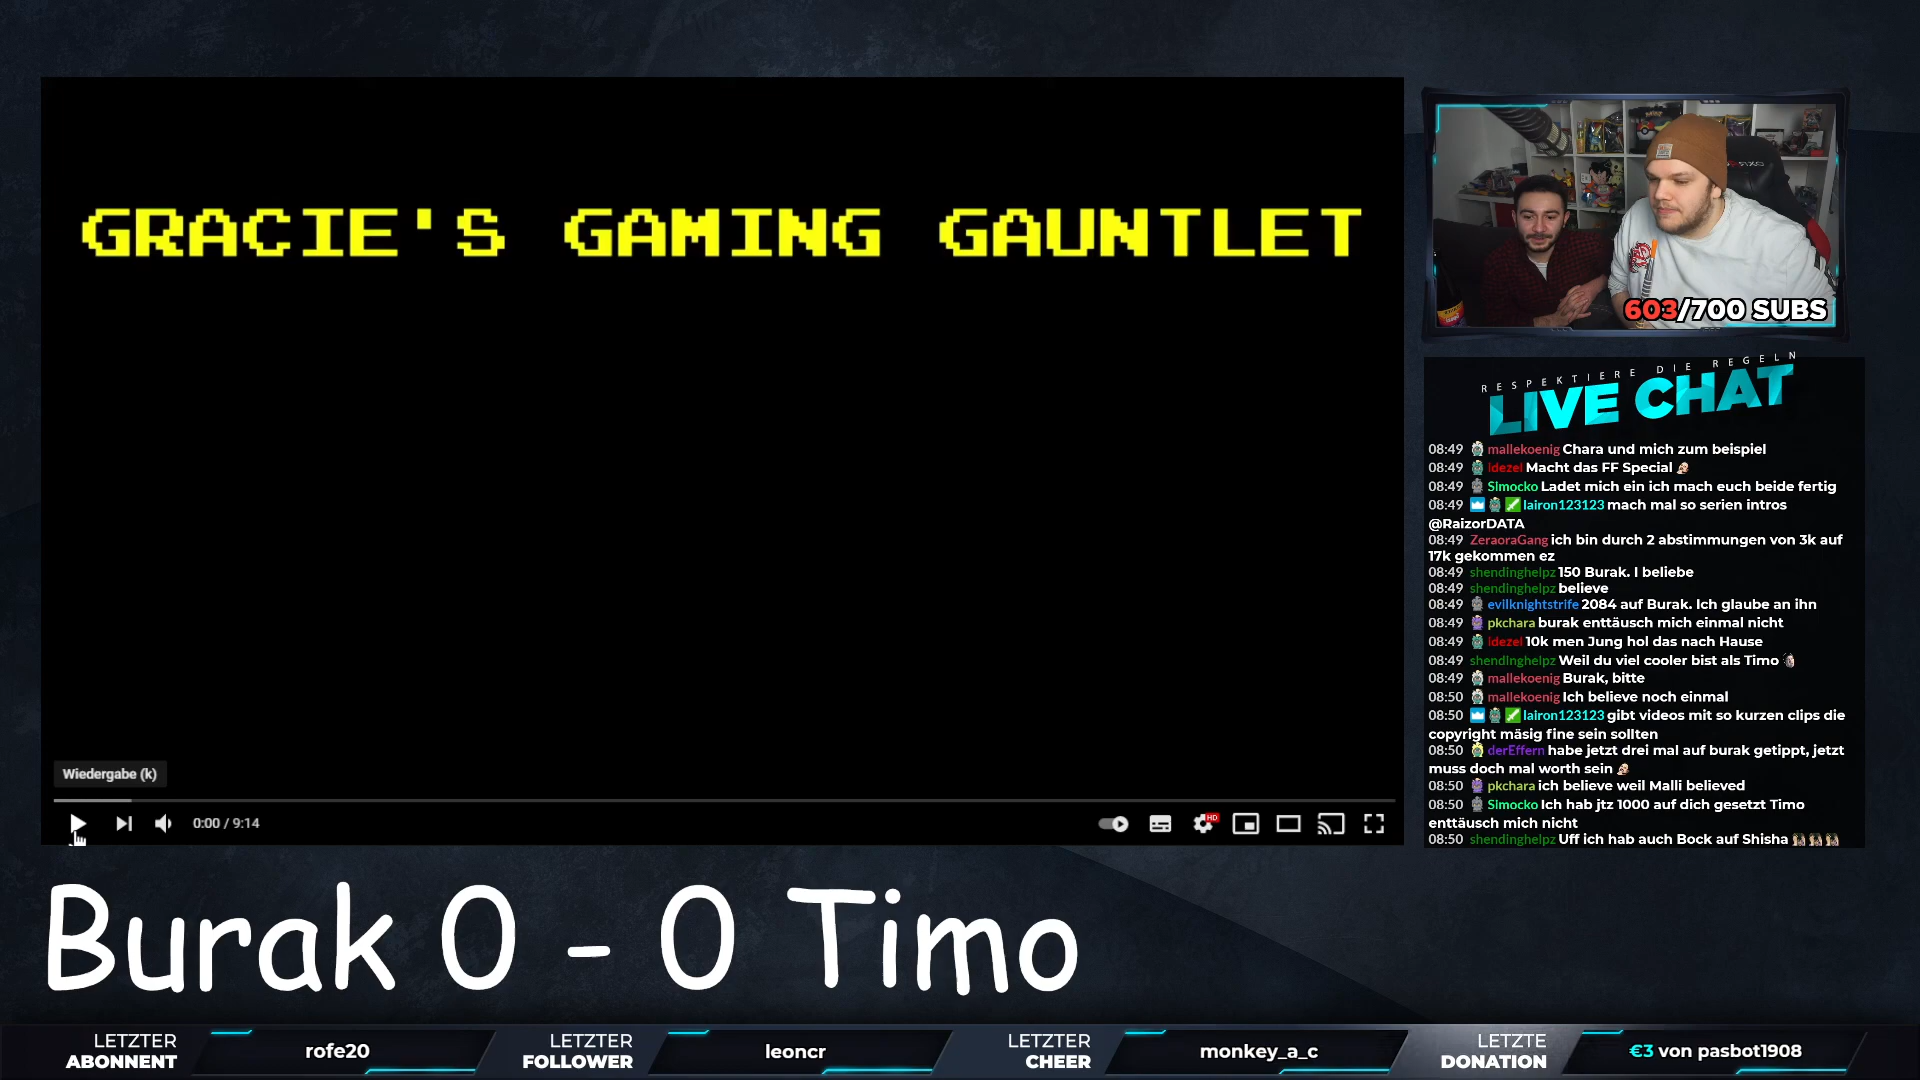 GRACIE'S GAMING GAUNTLET
Wiedergabe (k)
0:00 / 9:14
HD
603/700 SUBS
RESPEKTIERE DIE REGELN
LIVE CHAT
08:49 mallekoenig Chara und mich zum beispiel
08:49 idezel Macht das FF Special
08:49 Simocko Ladet mich ein ich mach euch beide fertig
08:49 lairon123123 mach mal so serien intros
@RaizorDATA
08:49 ZeraoraGang ich bin durch 2 abstimmungen von 3k auf
17k gekommen ez
08:49 shendinghelpz 150 Burak. I beliebe
08:49 shendinghelpz believe
08:49 evilknightstrife 2084 auf Burak. Ich glaube an ihn
08:49 pkchara burak enttäusch mich einmal nicht
08:49 idezel 10k men Jung hol das nach Hause
08:49 shendinghelpz Weil du viel cooler bist als Timo
08:49 mallekoenig Burak, bitte
08:50 mallekoenig Ich believe noch einmal
08:50 lairon123123 gibt videos mit so kurzen clips die
copyright mäsig fine sein sollten
08:50 derEffern habe jetzt drei mal auf burak getippt, jetzt
muss doch mal worth sein
08:50 pkchara ich believe weil Malli believed
08:50 Simocko Ich hab jtz 1000 auf dich gesetzt Timo
enttäusch mich nicht
08:50 shendinghelpz Uff ich hab auch Bock auf Shisha
Burak 0 - 0 Timo
LETZTER
ABONNENT
rofe20
LETZTER
FOLLOWER
leoncr
LETZTER
CHEER
monkey_a_c
LETZTE
DONATION
€3 von pasbot1908